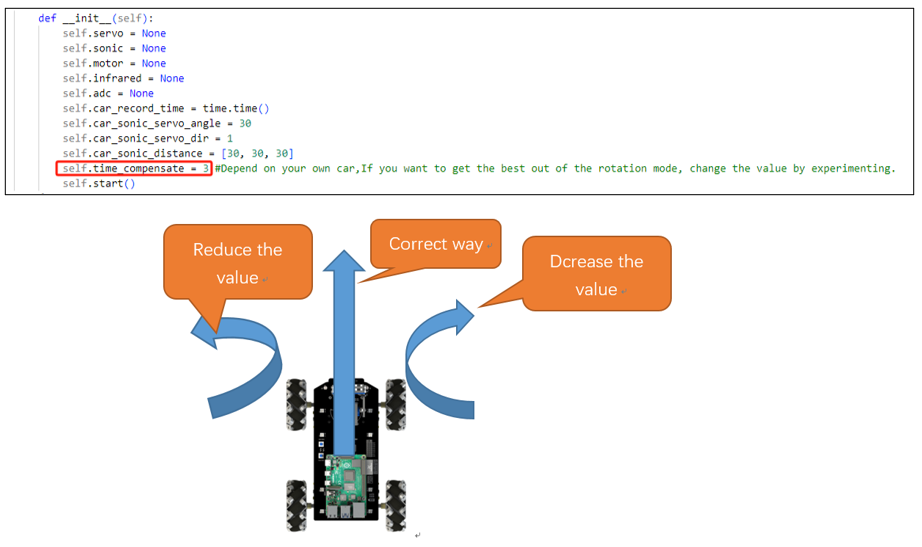 def __init__(self):
self.servo = None
self.sonic = None
self.motor = None
self.infrared = None
self.adc = None
self.car_record_time = time.time()
self.car_sonic_servo_angle = 30
self.car_sonic_servo_dir = 1
self.car_sonic_distance = [30, 30, 30]
self.time_compensate = 3 #Depend on your own car,If you want to get the best out of the rotation mode, change the value by experimenting.
self.start()
Reduce the
value
Correct way
Dcrease the
value